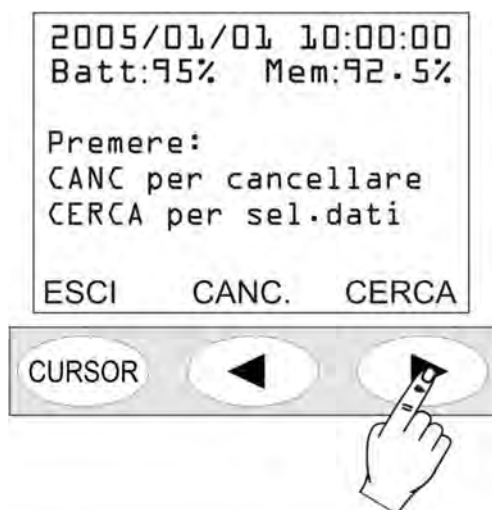 2005/01/01 10:00:00
Batt:95% Mem:92.5%
Premere:
CANC per cancellare
CERCA per sel.dati
ESCI CANC. CERCA
CURSOR